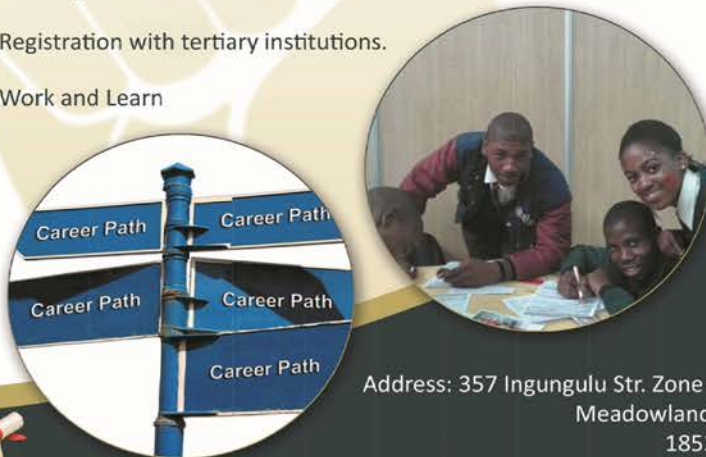 Registration with tertiary institutions.
Work and Learn
Career Path
Career Path
Career Path
Career Path
Career Path
Address: 357 Ingungulu Str. Zone
Meadowland